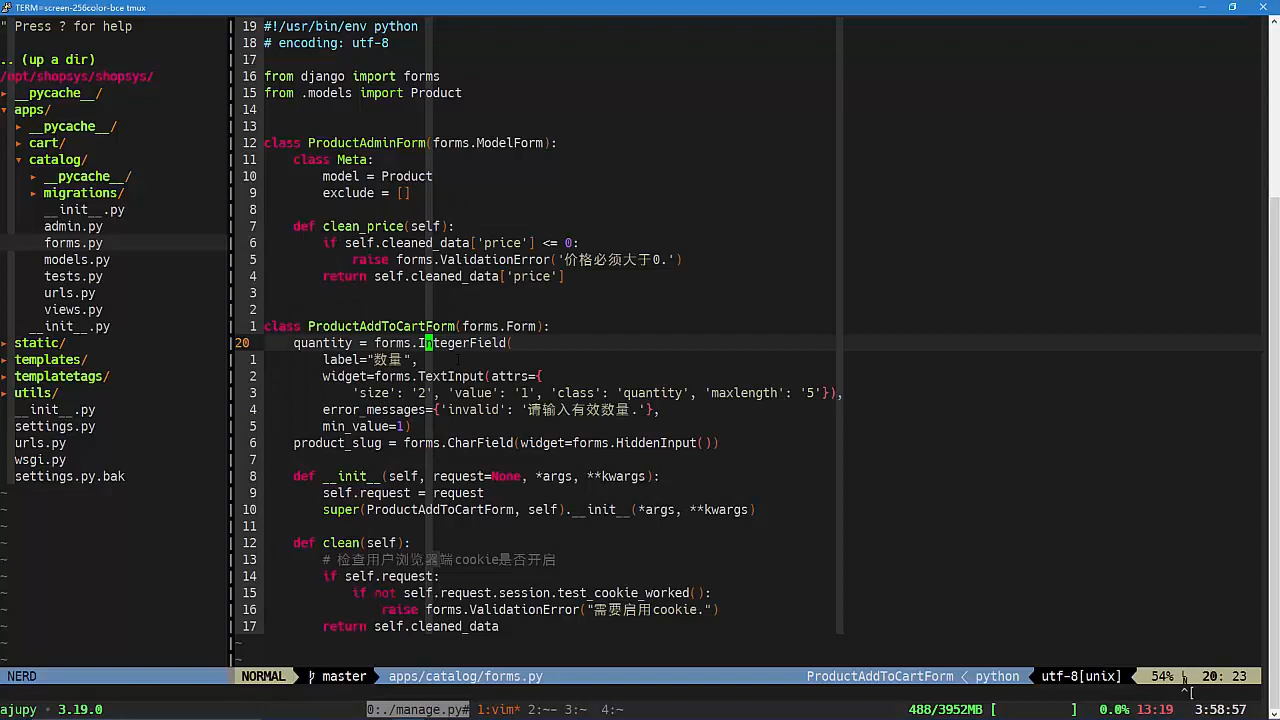 TERM=screen-256color-bce tmux
" Press ? for help
.. (up a dir)
/opt/shopsys/shopsys/
▸ __pycache__/
▾ apps/
▸ __pycache__/
▸ cart/
▾ catalog/
▸ __pycache__/
▸ migrations/
__init__.py
admin.py
forms.py
models.py
tests.py
urls.py
views.py
__init__.py
▸ static/
▸ templates/
▸ templatetags/
▸ utils/
__init__.py
settings.py
urls.py
wsgi.py
settings.py.bak
19 #!/usr/bin/env python
18 # encoding: utf-8
17
16 from django import forms
15 from .models import Product
14
13
12 class ProductAdminForm(forms.ModelForm):
11     class Meta:
10         model = Product
9         exclude = []
8
7     def clean_price(self):
6         if self.cleaned_data['price'] <= 0:
5             raise forms.ValidationError('价格必须大于0.')
4         return self.cleaned_data['price']
3
2
1 class ProductAddToCartForm(forms.Form):
20     quantity = forms.IntegerField(
1         label="数量",
2         widget=forms.TextInput(attrs={
3             'size': '2', 'value': '1', 'class': 'quantity', 'maxlength': '5'}),
4         error_messages={'invalid': '请输入有效数量.'},
5         min_value=1)
6     product_slug = forms.CharField(widget=forms.HiddenInput())
7
8     def __init__(self, request=None, *args, **kwargs):
9         self.request = request
10         super(ProductAddToCartForm, self).__init__(*args, **kwargs)
11
12     def clean(self):
13         # 检查用户浏览器端cookie是否开启
14         if self.request:
15             if not self.request.session.test_cookie_worked():
16                 raise forms.ValidationError("需要启用cookie.")
17         return self.cleaned_data
NERD
NORMAL master apps/catalog/forms.py ProductAddToCartForm < python utf-8[unix] 54% 20: 23
^[
ajupy • 3.19.0 0:./manage.py# 1:vim* 2:~- 3:~ 4:~ 488/3952MB [ ] 0.0% 13:19 3:58:57